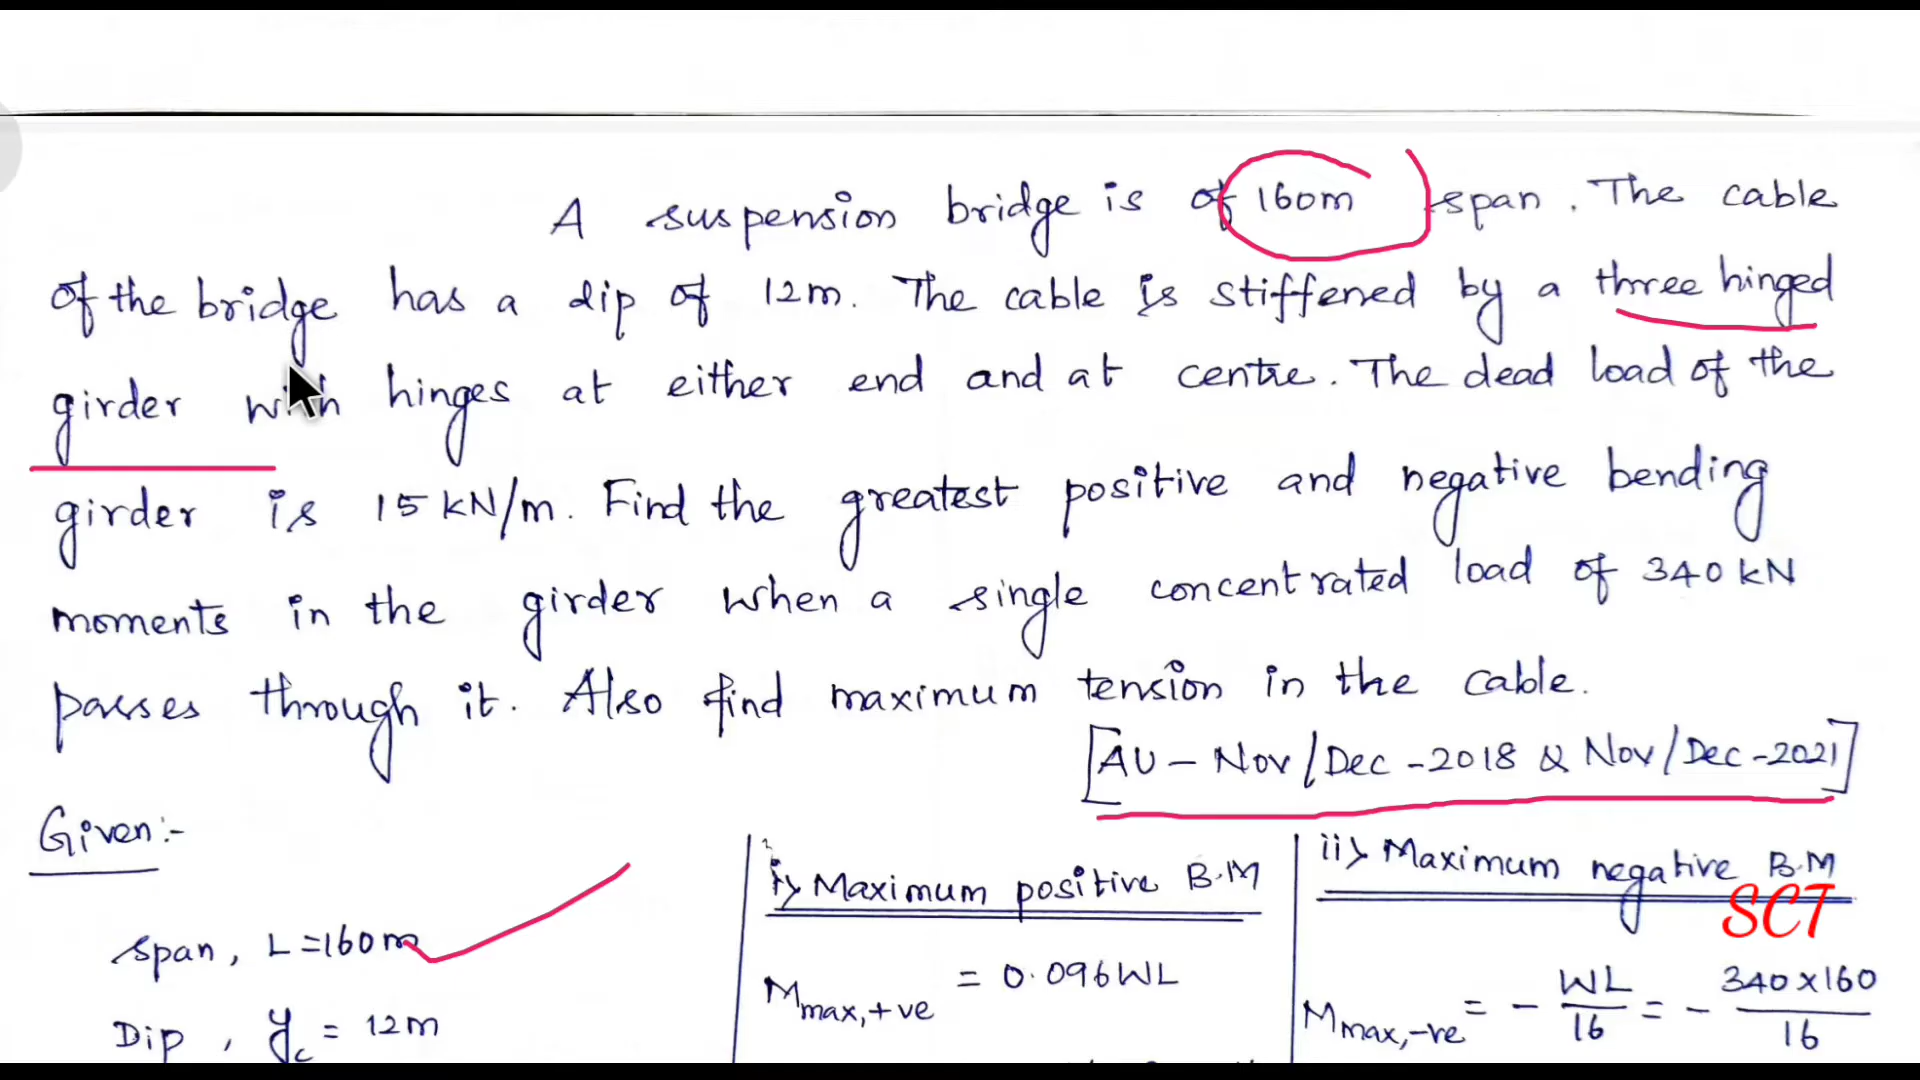 A suspension bridge is of 160m span. The cable
of the bridge has a dip of 12m. The cable is stiffened by a three hinged
girder with hinges at either end and at centre. The dead load of the
girder is 15 kN/m. Find the greatest positive and negative bending
moments in the girder when a single concentrated load of 340 kN
passes through it. Also find maximum tension in the cable.
[AU - Nov/Dec - 2018 & Nov/Dec - 2021]
Given:-
span, L = 160m
Dip, yc = 12m
i) Maximum positive B.M
Mmax,+ve = 0.096WL
ii) Maximum negative B.M
SCT
Mmax,-ve = - WL/16 = - 340×160/16